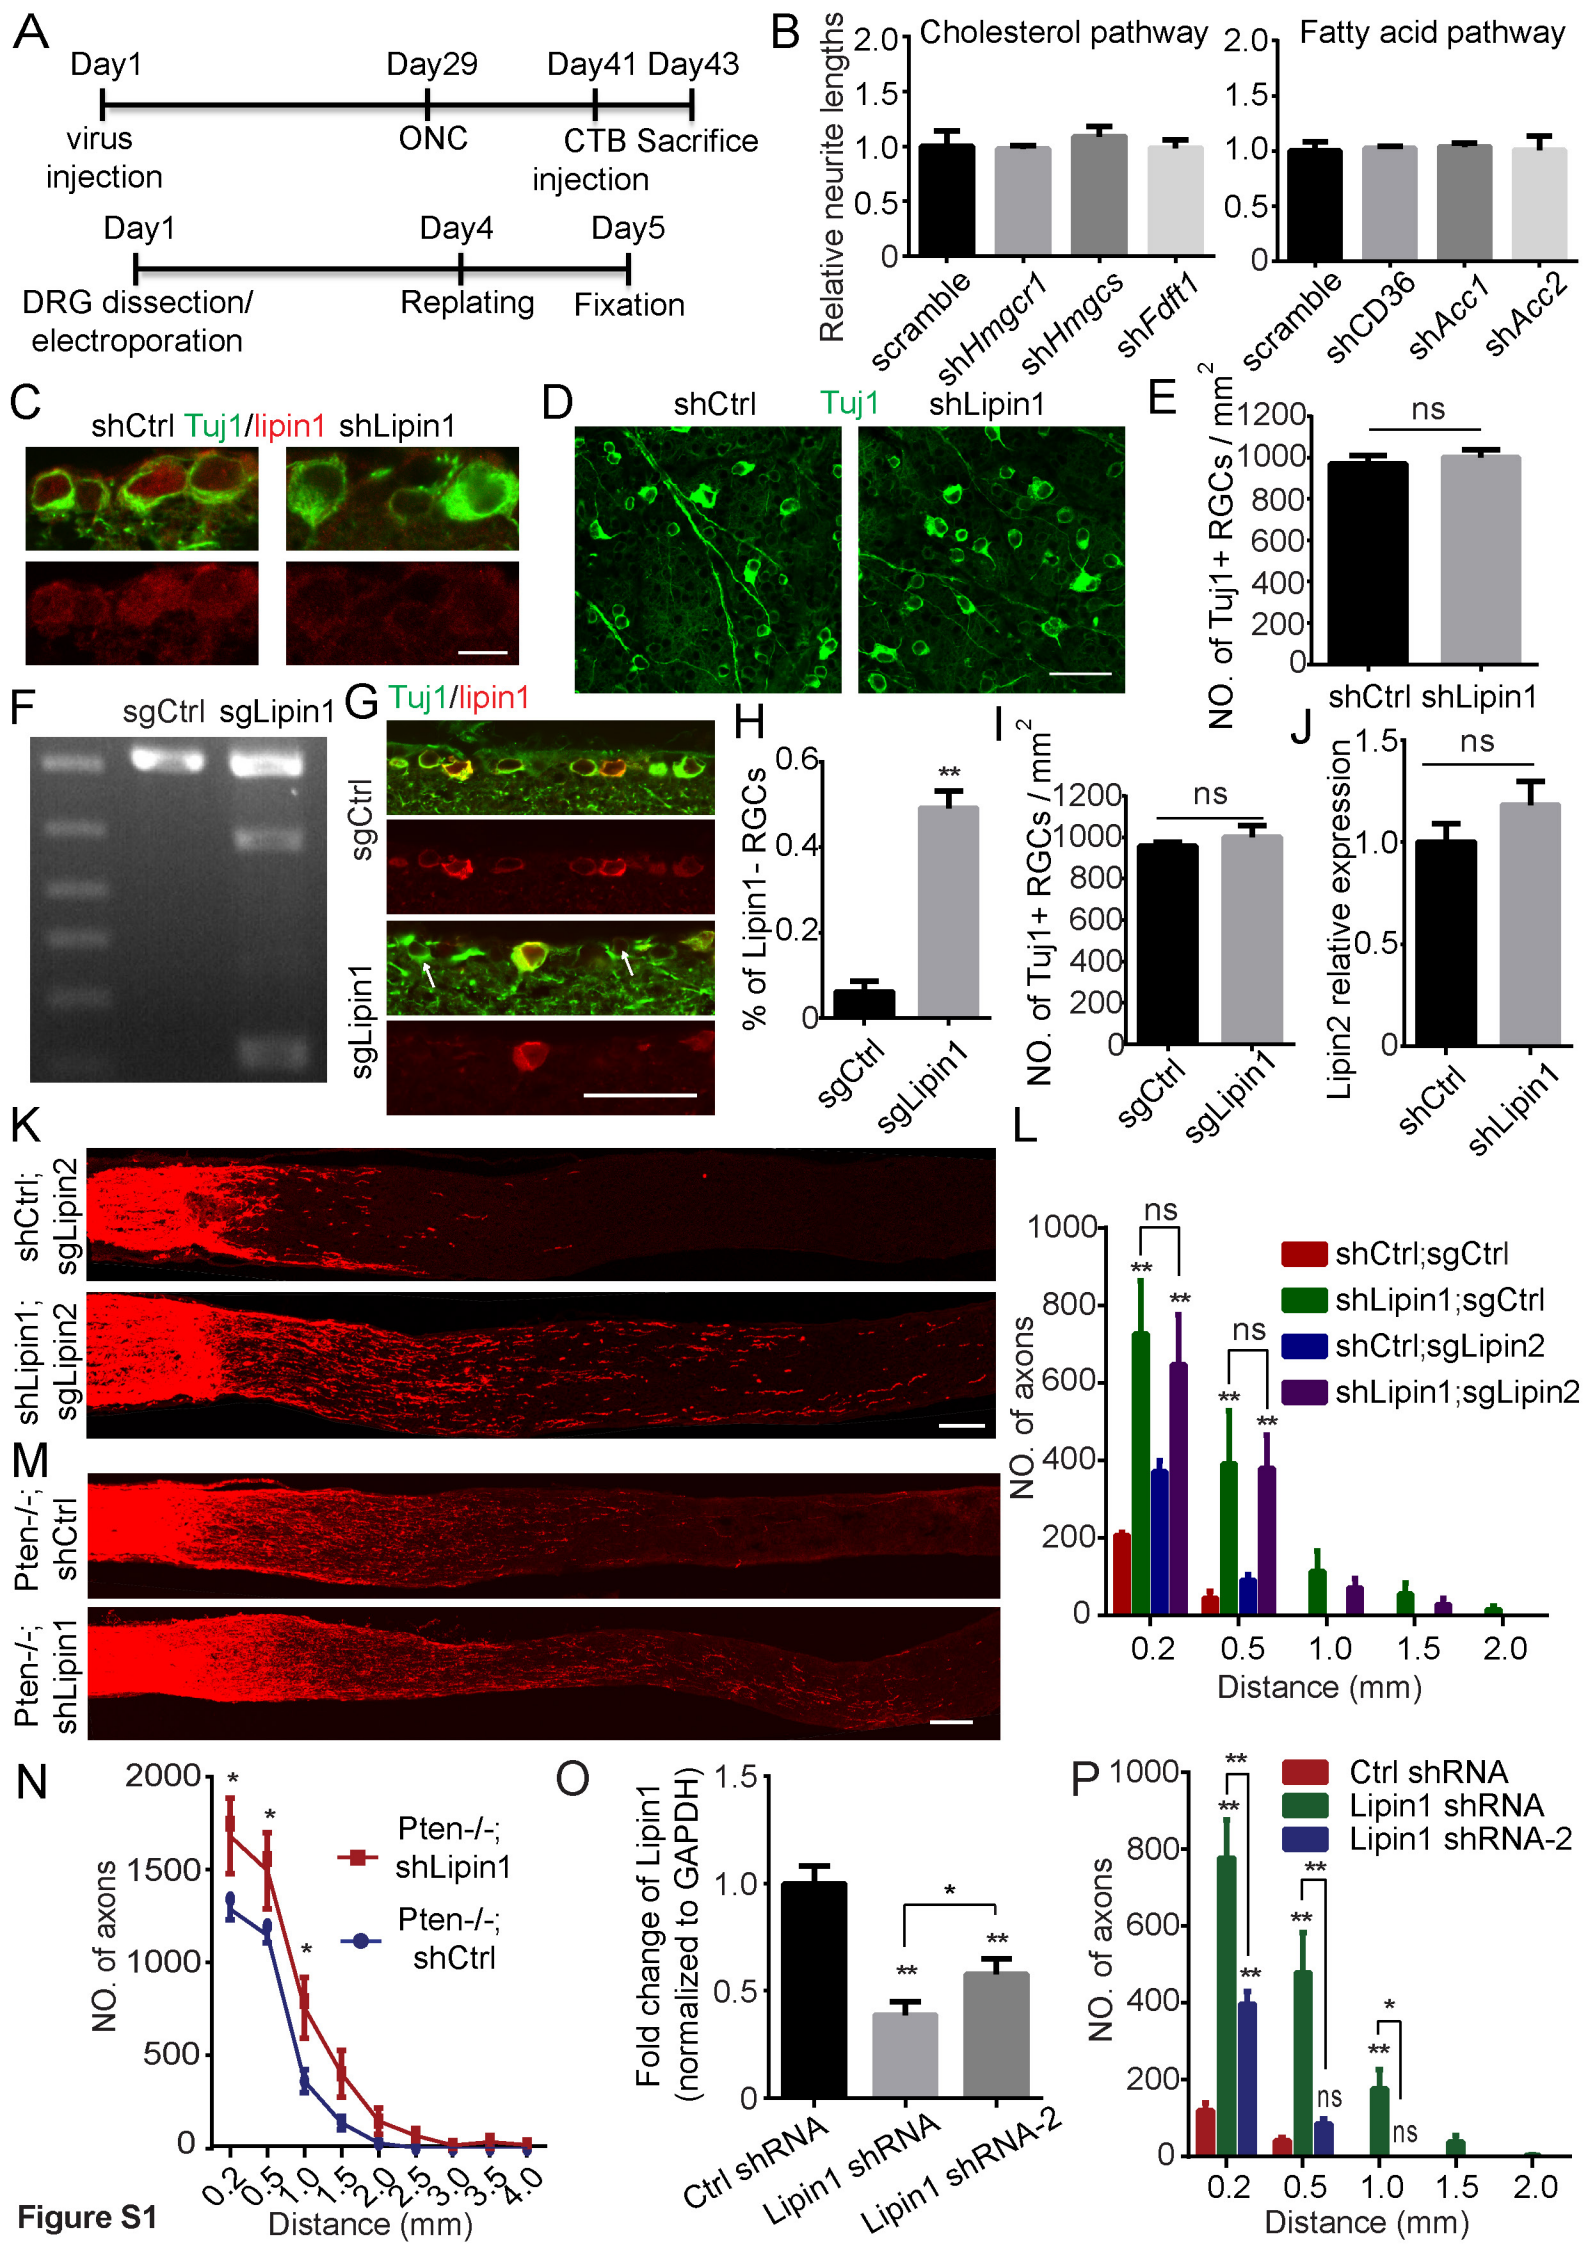 A
Day1 Day29 Day41 Day43
virus injection ONC CTB injection Sacrifice
Day1 Day4 Day5
DRG dissection/ electroporation Replating Fixation
B
Cholesterol pathway
Relative neurite lengths
2.0
1.5
1.0
0.5
0
scramble shHmgcr1 shHmgcs shFdft1
Fatty acid pathway
2.0
1.5
1.0
0.5
0
scramble shCD36 shAcc1 shAcc2
C
shCtrl Tuj1/lipin1 shLipin1
D
shCtrl Tuj1 shLipin1
E
NO. of Tuj1+ RGCs / mm2
1200
1000
800
600
400
200
0
ns
shCtrl shLipin1
F
sgCtrl sgLipin1
G
Tuj1/lipin1
sgCtrl
sgLipin1
H
% of Lipin1- RGCs
0.6
0.4
0.2
0
**
sgCtrl sgLipin1
I
NO. of Tuj1+ RGCs / mm2
1200
1000
800
600
400
200
0
ns
sgCtrl sgLipin1
J
Lipin2 relative expression
1.5
1.0
0.5
0
ns
shCtrl shLipin1
K
shCtrl;
sgLipin2
shLipin1;
sgLipin2
L
NO. of axons
1000
800
600
400
200
0
ns
** **
ns
** **
shCtrl;sgCtrl
shLipin1;sgCtrl
shCtrl;sgLipin2
shLipin1;sgLipin2
0.2 0.5 1.0 1.5 2.0
Distance (mm)
M
Pten-/-;
shCtrl
Pten-/-;
shLipin1
N
NO. of axons
2000
1500
1000
500
0
* * *
Pten-/-;
shLipin1
Pten-/-;
shCtrl
0.2 0.5 1.0 1.5 2.0 2.5 3.0 3.5 4.0
Distance (mm)
O
Fold change of Lipin1
(normalized to GAPDH)
1.5
1.0
0.5
0
*
** **
Ctrl shRNA Lipin1 shRNA Lipin1 shRNA-2
P
NO. of axons
1000
800
600
400
200
0
Ctrl shRNA
Lipin1 shRNA
Lipin1 shRNA-2
**
** **
**
** ns
*
** ns
0.2 0.5 1.0 1.5 2.0
Distance (mm)
Figure S1